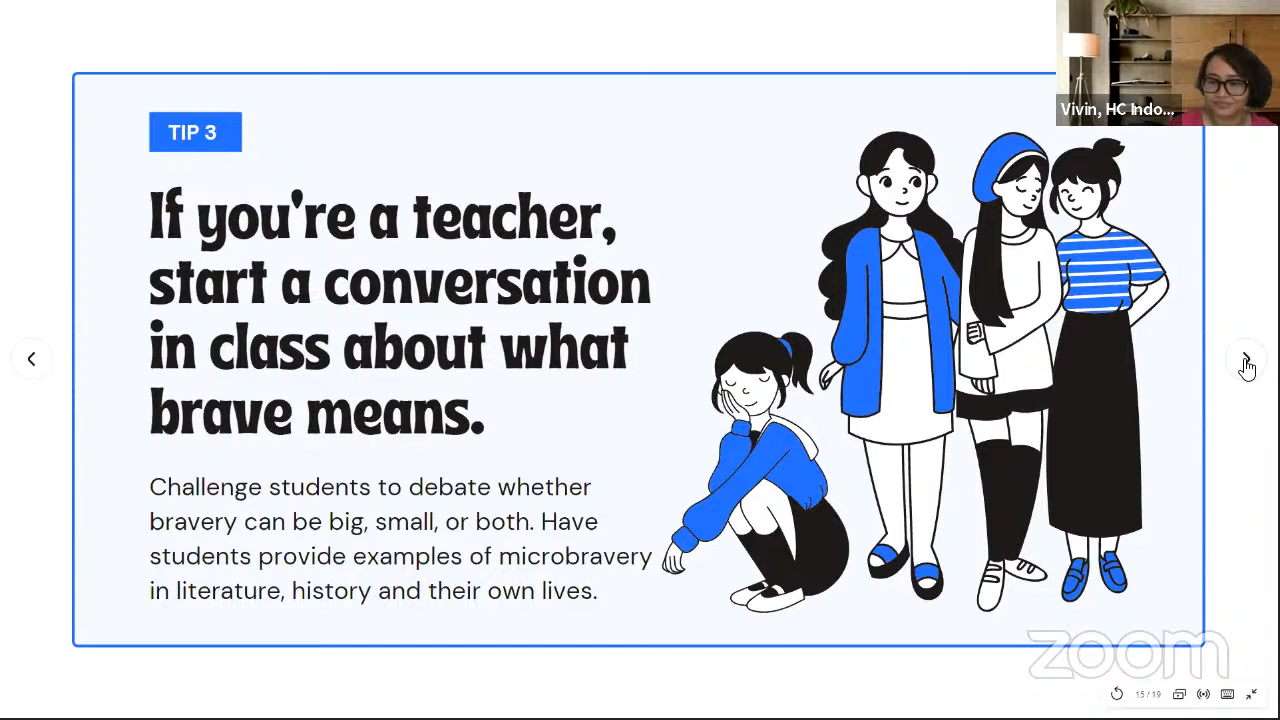 Vivin, HC Indo...
TIP 3
If you're a teacher,
start a conversation
in class about what
brave means.
Challenge students to debate whether
bravery can be big, small, or both. Have
students provide examples of microbravery
in literature, history and their own lives.
zoom
15 / 19